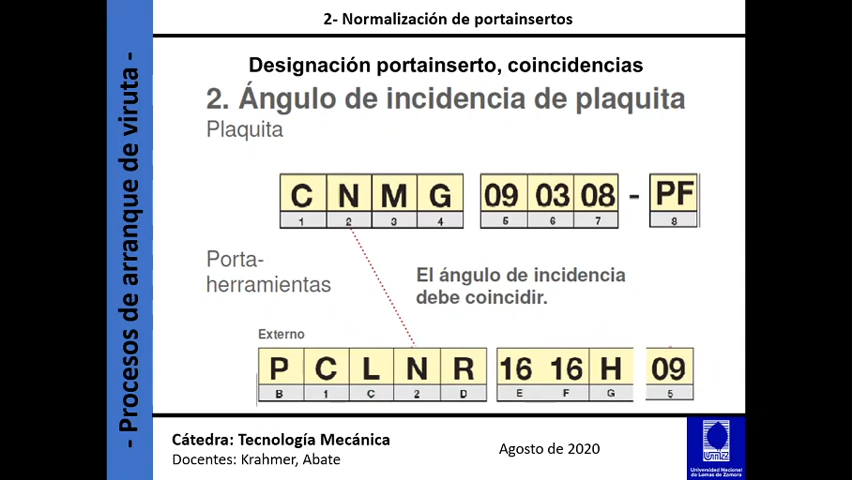 2- Normalización de portainsertos
- Procesos de arranque de viruta -
Designación portainserto, coincidencias
2. Ángulo de incidencia de plaquita
Plaquita
C N M G 09 03 08 - PF
1 2 3 4 5 6 7 8
Porta-
herramientas
El ángulo de incidencia
debe coincidir.
Externo
P C L N R 16 16 H 09
B 1 C 2 D E F G 5
Cátedra: Tecnología Mecánica
Docentes: Krahmer, Abate
Agosto de 2020
Universidad Nacional
de Lomas de Zamora